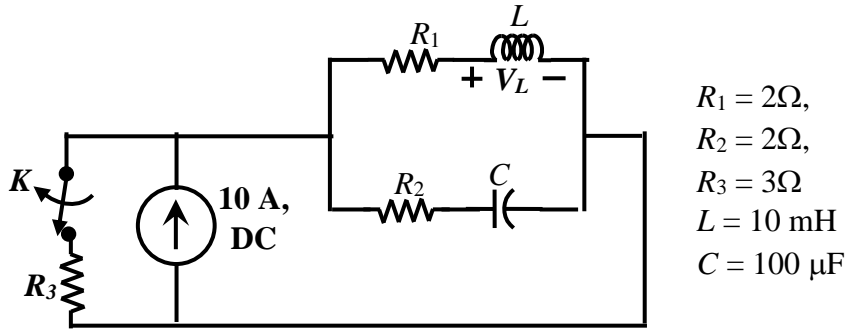 L
R1
+ VL −
R1 = 2Ω,
R2 = 2Ω,
R3 = 3Ω
L = 10 mH
C = 100 μF
K
10 A,
DC
R2
C
R3